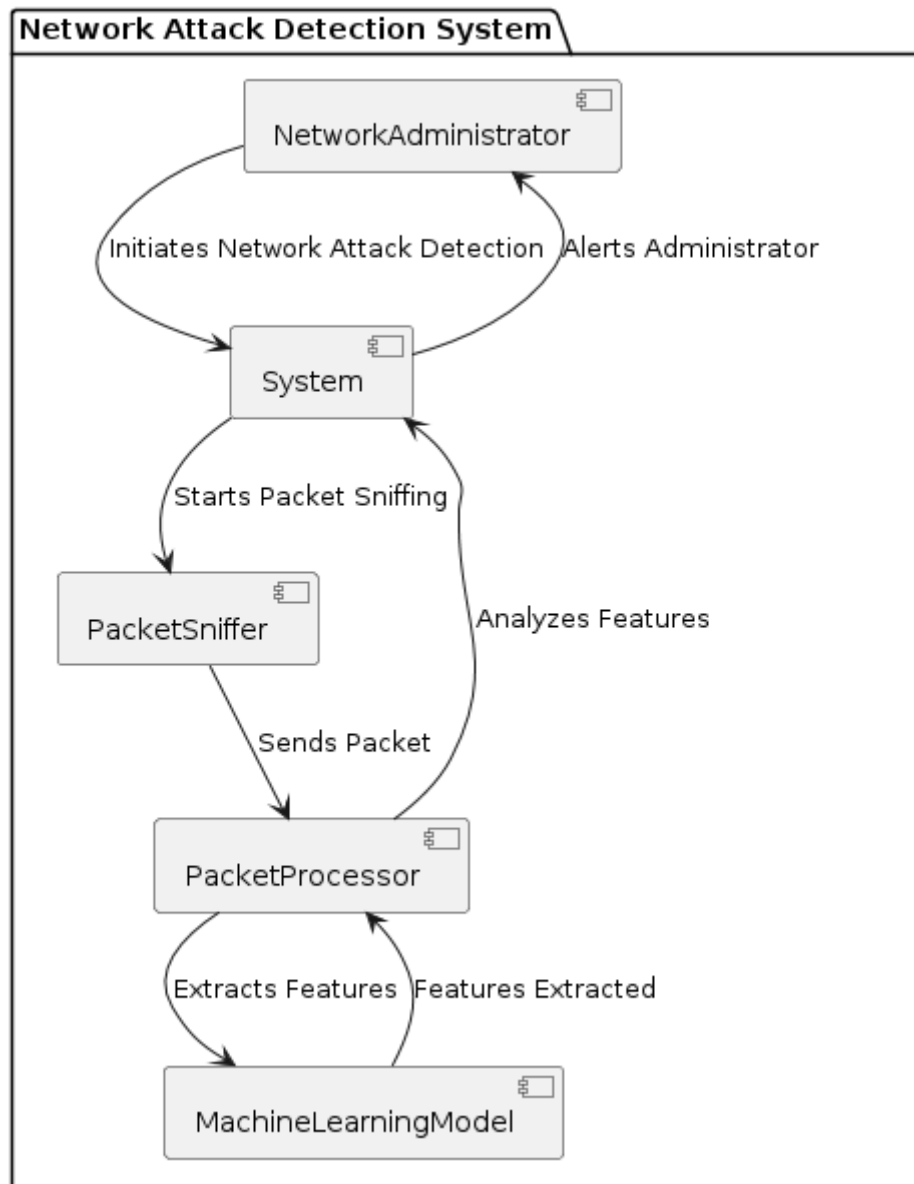 Network Attack Detection System
NetworkAdministrator
Initiates Network Attack Detection
Alerts Administrator
System
Starts Packet Sniffing
PacketSniffer
Analyzes Features
Sends Packet
PacketProcessor
Extracts Features
Features Extracted
MachineLearningModel